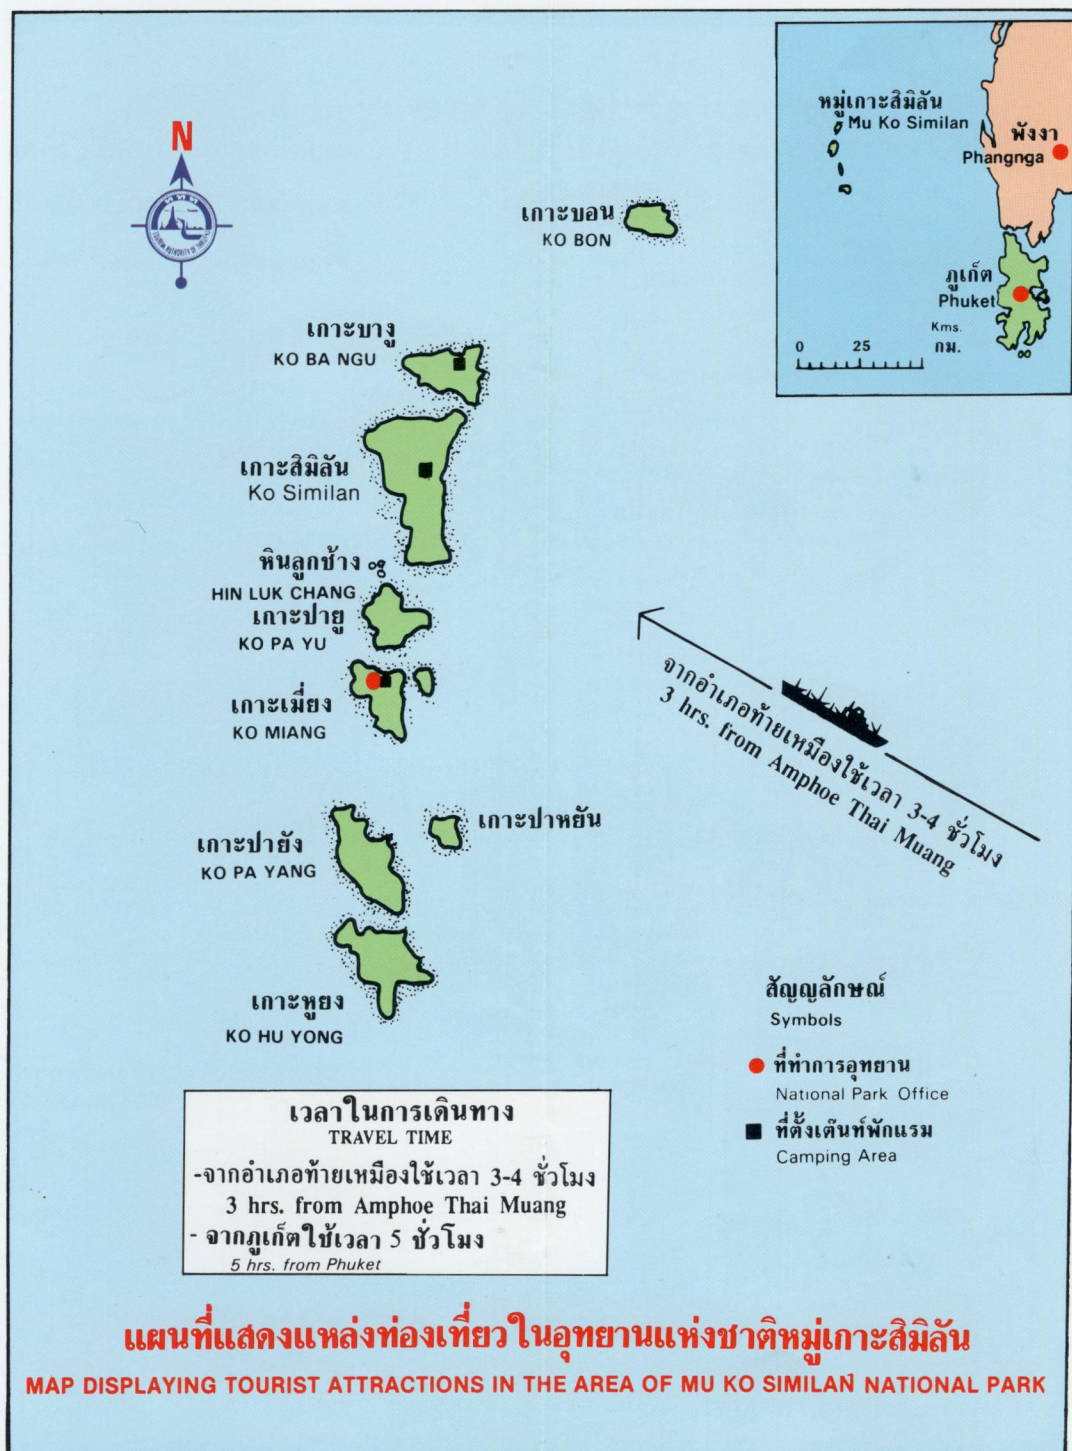 N
เกาะบอน
KO BON
หมู่เกาะสิมิลัน
Mu Ko Similan
พังงา
Phangnga
ภูเก็ต
Phuket
Kms.
0 25 กม.
เกาะบางู
KO BA NGU
เกาะสิมิลัน
Ko Similan
หินลูกช้าง
HIN LUK CHANG
เกาะปายู
KO PA YU
เกาะเมี่ยง
KO MIANG
จากอำเภอท้ายเหมืองใช้เวลา 3-4 ชั่วโมง
3 hrs. from Amphoe Thai Muang
เกาะปาหยัน
เกาะปายัง
KO PA YANG
เกาะหูยง
KO HU YONG
สัญญลักษณ์
Symbols
ที่ทำการอุทยาน
National Park Office
ที่ตั้งเต๊นท์พักแรม
Camping Area
เวลาในการเดินทาง
TRAVEL TIME
-จากอำเภอท้ายเหมืองใช้เวลา 3-4 ชั่วโมง
3 hrs. from Amphoe Thai Muang
- จากภูเก็ตใช้เวลา 5 ชั่วโมง
5 hrs. from Phuket
แผนที่แสดงแหล่งท่องเที่ยวในอุทยานแห่งชาติหมู่เกาะสิมิลัน
MAP DISPLAYING TOURIST ATTRACTIONS IN THE AREA OF MU KO SIMILAN NATIONAL PARK